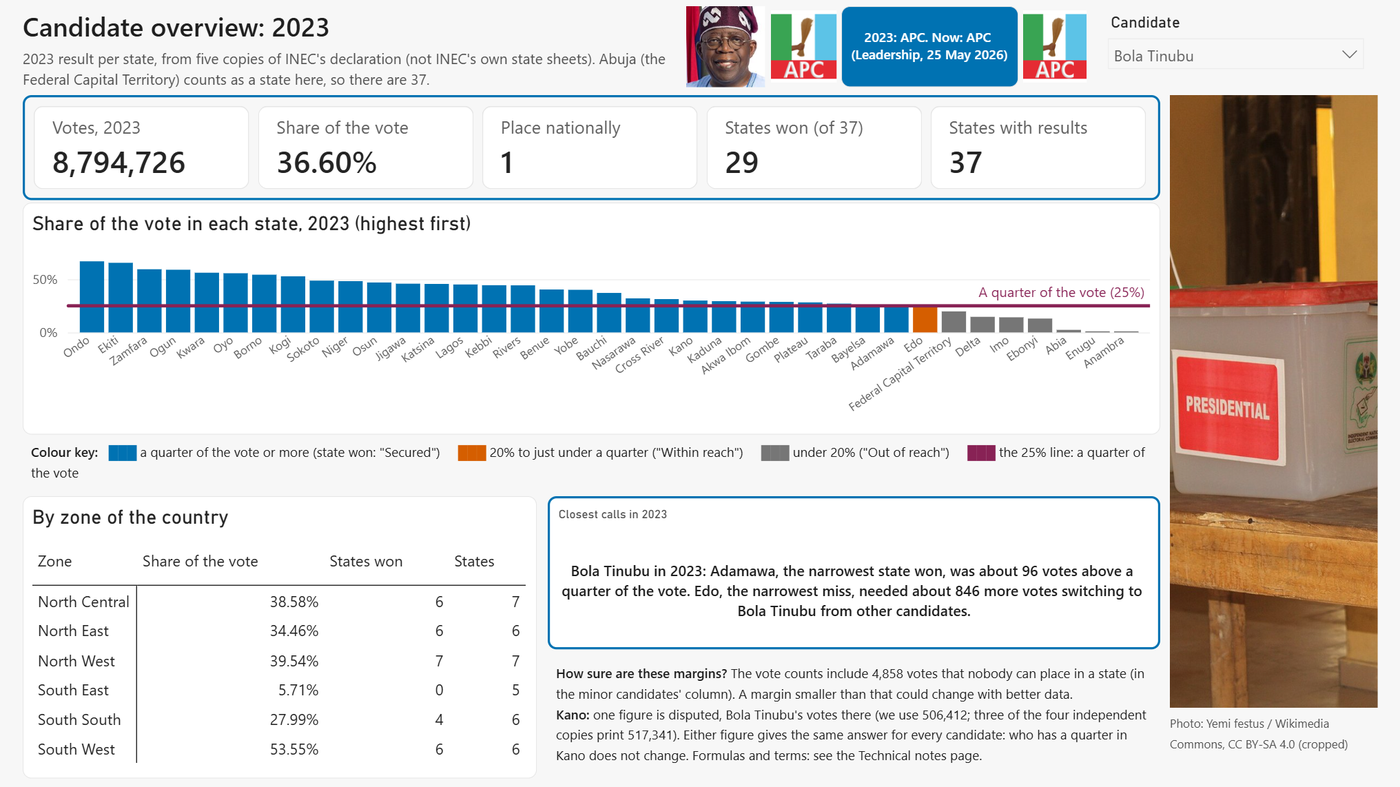 Candidate overview: 2023
2023 result per state, from five copies of INEC's declaration (not INEC's own state sheets). Abuja (the
Federal Capital Territory) counts as a state here, so there are 37.
APC
2023: APC. Now: APC
(Leadership, 25 May 2026)
APC
Candidate
Bola Tinubu
Votes, 2023
8,794,726
Share of the vote
36.60%
Place nationally
1
States won (of 37)
29
States with results
37
Share of the vote in each state, 2023 (highest first)
50%
0%
A quarter of the vote (25%)
Ondo
Ekiti
Zamfara
Ogun
Kwara
Oyo
Borno
Kogi
Sokoto
Niger
Osun
Jigawa
Katsina
Lagos
Kebbi
Rivers
Benue
Yobe
Bauchi
Nasarawa
Cross River
Kano
Kaduna
Akwa Ibom
Gombe
Plateau
Taraba
Bayelsa
Adamawa
Edo
Federal Capital Territory
Delta
Imo
Ebonyi
Abia
Enugu
Anambra
Colour key: a quarter of the vote or more (state won: "Secured") 20% to just under a quarter ("Within reach") under 20% ("Out of reach") the 25% line: a quarter of
the vote
By zone of the country
Zone Share of the vote States won States
North Central 38.58% 6 7
North East 34.46% 6 6
North West 39.54% 7 7
South East 5.71% 0 5
South South 27.99% 4 6
South West 53.55% 6 6
Closest calls in 2023
Bola Tinubu in 2023: Adamawa, the narrowest state won, was about 96 votes above a
quarter of the vote. Edo, the narrowest miss, needed about 846 more votes switching to
Bola Tinubu from other candidates.
How sure are these margins? The vote counts include 4,858 votes that nobody can place in a state (in
the minor candidates' column). A margin smaller than that could change with better data.
Kano: one figure is disputed, Bola Tinubu's votes there (we use 506,412; three of the four independent
copies print 517,341). Either figure gives the same answer for every candidate: who has a quarter in
Kano does not change. Formulas and terms: see the Technical notes page.
PRESIDENTIAL
Photo: Yemi festus / Wikimedia
Commons, CC BY-SA 4.0 (cropped)